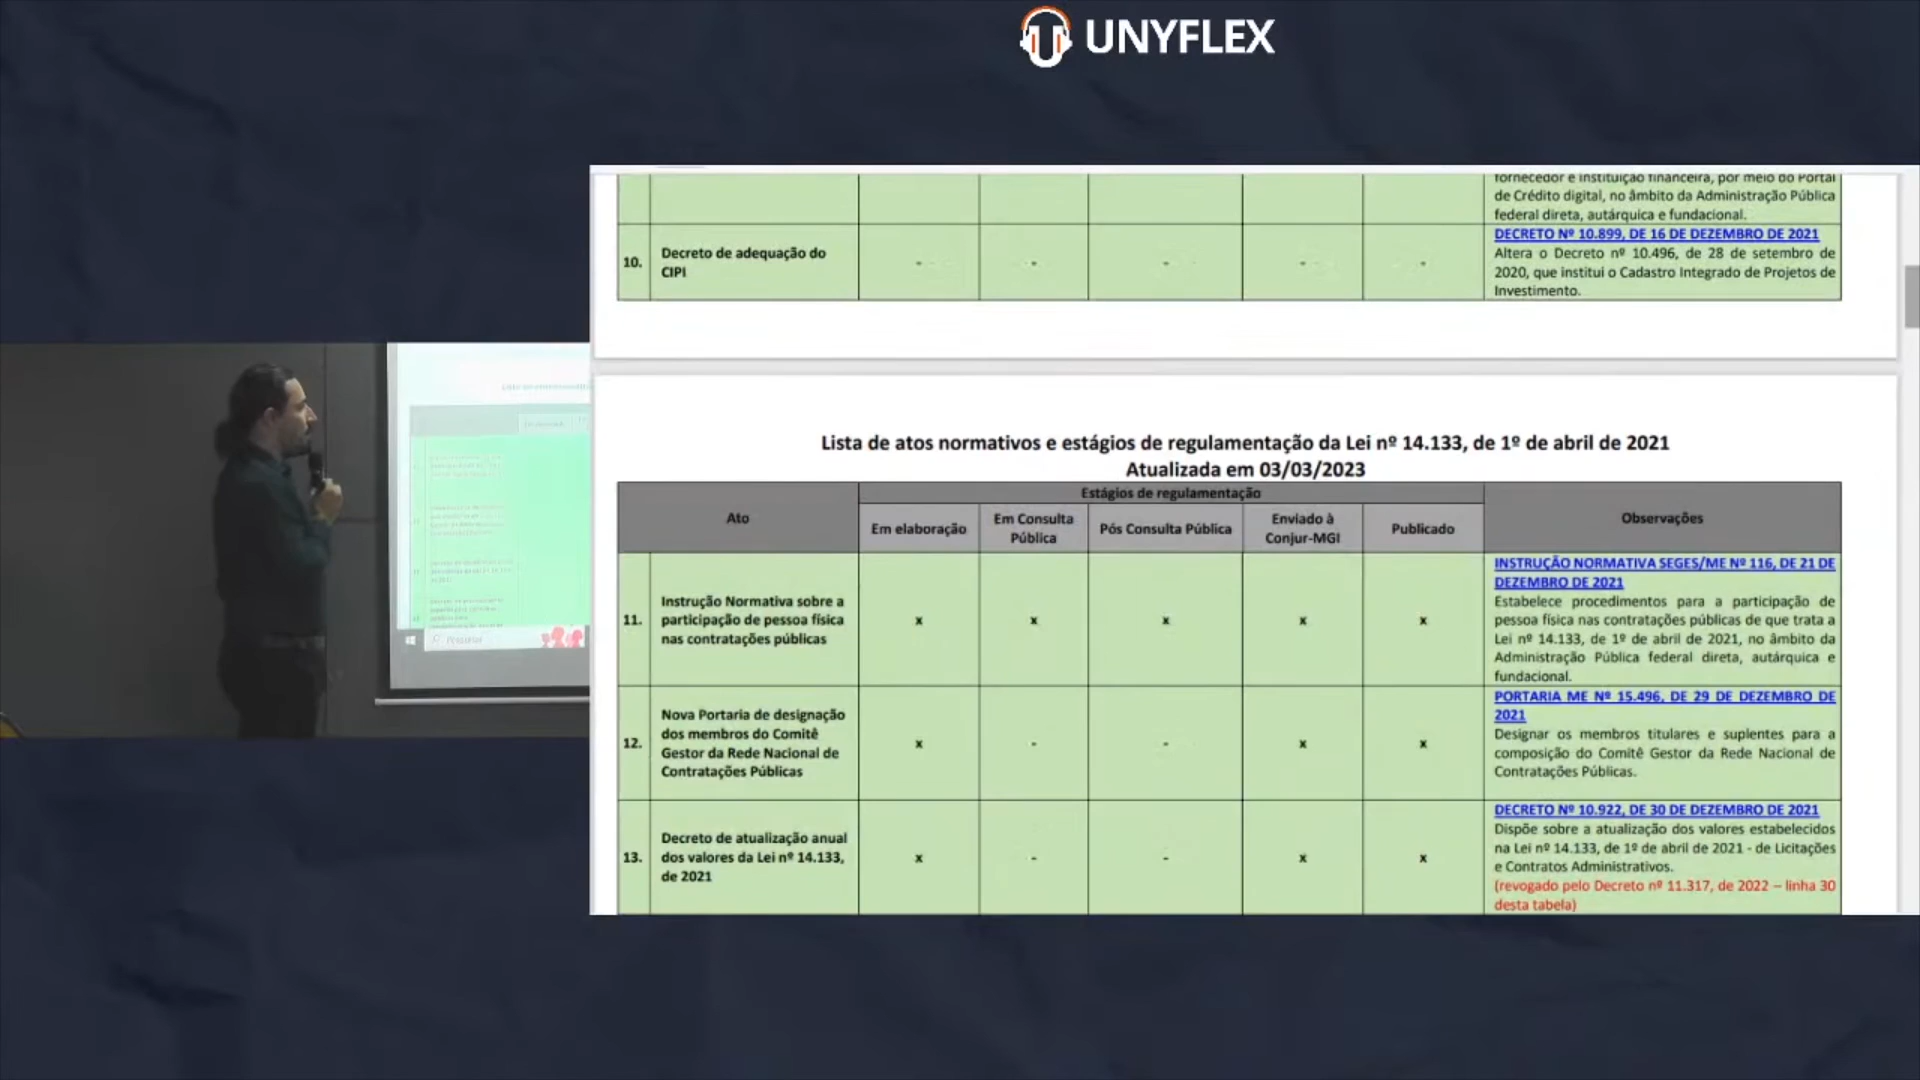 UNYFLEX
fornecedor e instituição financeira, por meio do Portal
de Crédito digital, no âmbito da Administração Pública
federal direta, autárquica e fundacional.
10.
Decreto de adequação do
CIPI
-
-
-
-
-
DECRETO Nº 10.899, DE 16 DE DEZEMBRO DE 2021
Altera o Decreto nº 10.496, de 28 de setembro de
2020, que institui o Cadastro Integrado de Projetos de
Investimento.
Lista de atos normativos e estágios de regulamentação da Lei nº 14.133, de 1º de abril de 2021
Atualizada em 03/03/2023
Ato
Estágios de regulamentação
Em elaboração
Em Consulta
Pública
Pós Consulta Pública
Enviado à
Conjur-MGI
Publicado
Observações
11.
Instrução Normativa sobre a
participação de pessoa física
nas contratações públicas
x
x
x
x
x
INSTRUÇÃO NORMATIVA SEGES/ME Nº 116, DE 21 DE
DEZEMBRO DE 2021
Estabelece procedimentos para a participação de
pessoa física nas contratações públicas de que trata a
Lei nº 14.133, de 1º de abril de 2021, no âmbito da
Administração Pública federal direta, autárquica e
fundacional.
12.
Nova Portaria de designação
dos membros do Comitê
Gestor da Rede Nacional de
Contratações Públicas
x
-
-
x
x
PORTARIA ME Nº 15.496, DE 29 DE DEZEMBRO DE
2021
Designar os membros titulares e suplentes para a
composição do Comitê Gestor da Rede Nacional de
Contratações Públicas.
13.
Decreto de atualização anual
dos valores da Lei nº 14.133,
de 2021
x
-
-
x
x
DECRETO Nº 10.922, DE 30 DE DEZEMBRO DE 2021
Dispõe sobre a atualização dos valores estabelecidos
na Lei nº 14.133, de 1º de abril de 2021 - de Licitações
e Contratos Administrativos.
(revogado pelo Decreto nº 11.317, de 2022 – linha 30
desta tabela)